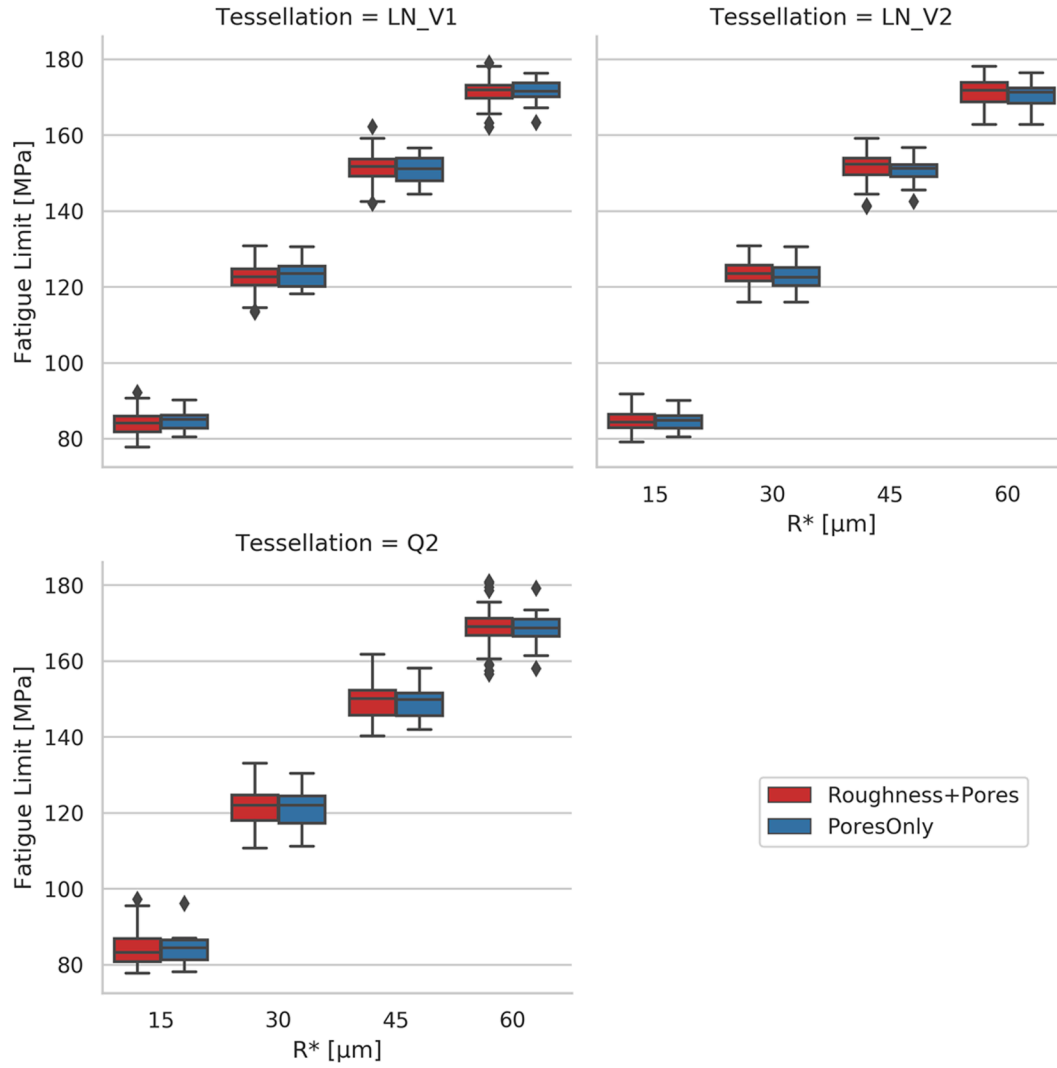 Tessellation = LN_V1
Tessellation = LN_V2
Fatigue Limit [MPa]
180
160
140
120
100
80
15 30 45 60
R* [μm]
Tessellation = Q2
Fatigue Limit [MPa]
180
160
140
120
100
80
15 30 45 60
R* [μm]
Roughness+Pores
PoresOnly